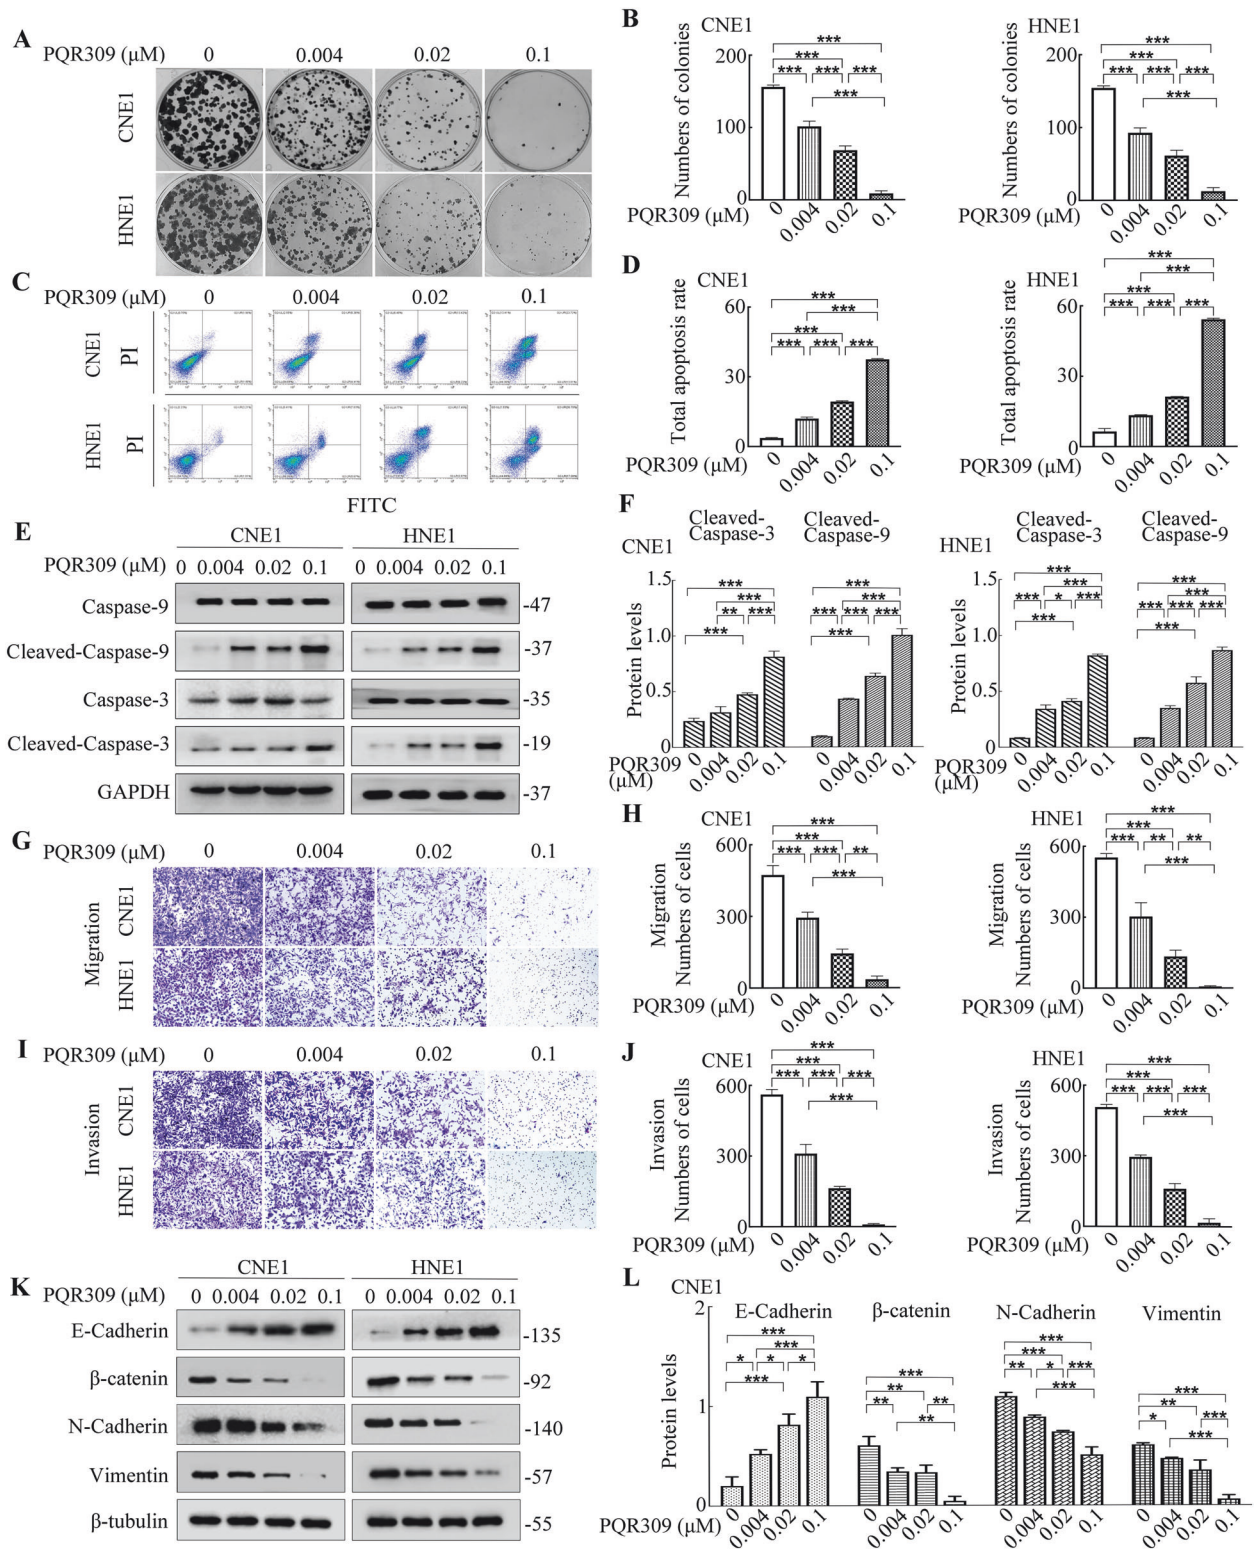 A
PQR309 (μM) 0 0.004 0.02 0.1
CNE1
HNE1
B
CNE1
Numbers of colonies
200
100
0
*** *** *** *** *** ***
PQR309 (μM) 0 0.004 0.02 0.1
HNE1
Numbers of colonies
200
100
0
*** *** *** *** *** ***
0 0.004 0.02 0.1
C
PQR309 (μM) 0 0.004 0.02 0.1
CNE1
PI
HNE1
PI
FITC
D
CNE1
Total apoptosis rate
60
30
0
*** *** *** *** *** ***
PQR309 (μM) 0 0.004 0.02 0.1
HNE1
Total apoptosis rate
60
30
0
*** *** *** *** *** ***
PQR309 (μM) 0 0.004 0.02 0.1
E
CNE1 HNE1
PQR309 (μM) 0 0.004 0.02 0.1 0 0.004 0.02 0.1
Caspase-9 -47
Cleaved-Caspase-9 -37
Caspase-3 -35
Cleaved-Caspase-3 -19
GAPDH -37
F
CNE1
Cleaved-Caspase-3
Cleaved-Caspase-9
Protein levels
1.5
1.0
0.5
0
*** *** ** *** ***
*** *** *** *** *** ***
PQR309 (μM) 0 0.004 0.02 0.1 0 0.004 0.02 0.1
HNE1
Cleaved-Caspase-3
Cleaved-Caspase-9
Protein levels
1.5
1.0
0.5
0
*** *** *** * *** ***
*** *** *** *** *** ***
PQR309 (μM) 0 0.004 0.02 0.1 0 0.004 0.02 0.1
G
PQR309 (μM) 0 0.004 0.02 0.1
Migration
CNE1
HNE1
H
CNE1
Migration
Numbers of cells
600
300
0
*** *** *** *** ** ***
PQR309 (μM) 0 0.004 0.02 0.1
HNE1
Migration
Numbers of cells
600
300
0
*** *** *** ** ** ***
PQR309 (μM) 0 0.004 0.02 0.1
I
PQR309 (μM) 0 0.004 0.02 0.1
Invasion
CNE1
HNE1
J
CNE1
Invasion
Numbers of cells
600
300
0
*** *** *** *** *** ***
PQR309 (μM) 0 0.004 0.02 0.1
HNE1
Invasion
Numbers of cells
600
300
0
*** *** *** *** *** ***
PQR309 (μM) 0 0.004 0.02 0.1
K
CNE1 HNE1
PQR309 (μM) 0 0.004 0.02 0.1 0 0.004 0.02 0.1
E-Cadherin -135
β-catenin -92
N-Cadherin -140
Vimentin -57
β-tubulin -55
L
CNE1
E-Cadherin β-catenin N-Cadherin Vimentin
Protein levels
2
1
0
*** *** * * * ***
*** ** ** ** **
*** *** ** * *** ***
*** ** * *** ***
PQR309 (μM) 0 0.004 0.02 0.1 0 0.004 0.02 0.1 0 0.004 0.02 0.1 0 0.004 0.02 0.1